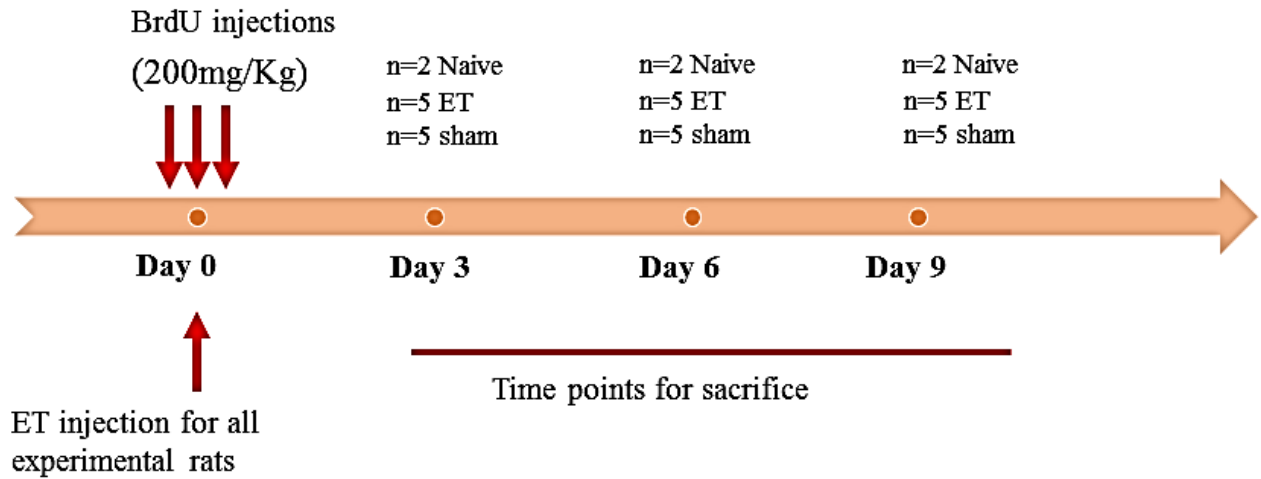 BrdU injections
(200mg/Kg)
n=2 Naive
n=5 ET
n=5 sham
n=2 Naive
n=5 ET
n=5 sham
n=2 Naive
n=5 ET
n=5 sham
Day 0
Day 3
Day 6
Day 9
Time points for sacrifice
ET injection for all
experimental rats